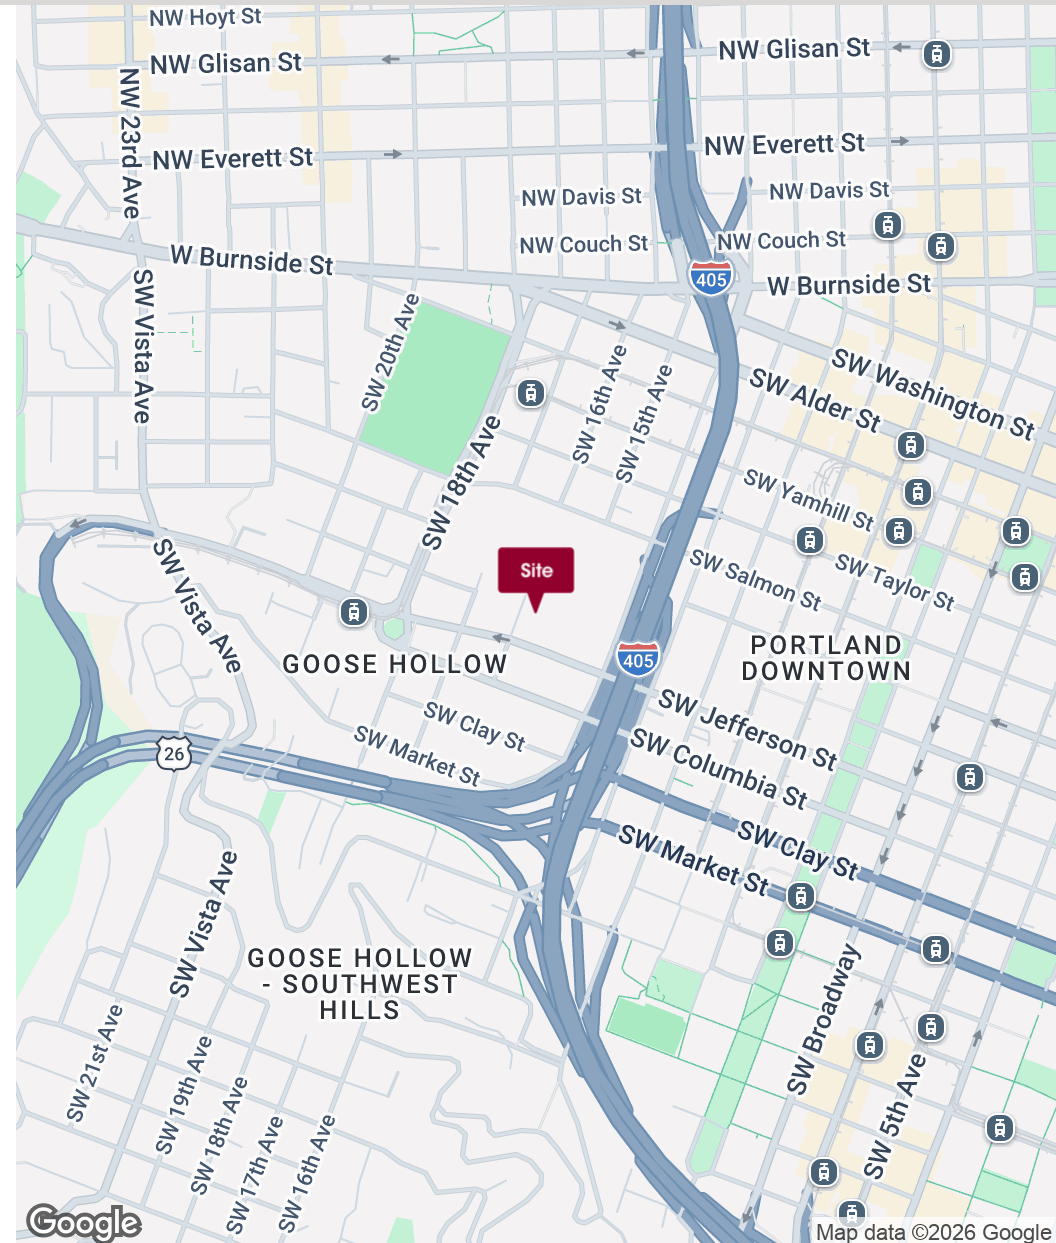 NW Hoyt St
NW Glisan St
NW Glisan St
NW 23rd Ave
NW Everett St
NW Everett St
NW Davis St
NW Davis St
NW Couch St
NW Couch St
W Burnside St
405
W Burnside St
SW Vista Ave
SW 20th Ave
SW 16th Ave
SW 15th Ave
SW Washington St
SW Alder St
SW 18th Ave
SW Yamhill St
SW Vista Ave
Site
SW Salmon St
SW Taylor St
GOOSE HOLLOW
405
PORTLAND
DOWNTOWN
SW Jefferson St
SW Clay St
SW Market St
26
SW Columbia St
SW Clay St
SW Market St
SW Vista Ave
GOOSE HOLLOW
- SOUTHWEST
HILLS
SW Broadway
SW 21st Ave
SW 19th Ave
SW 18th Ave
SW 17th Ave
SW 16th Ave
SW 5th Ave
Google
Map data ©2026 Google